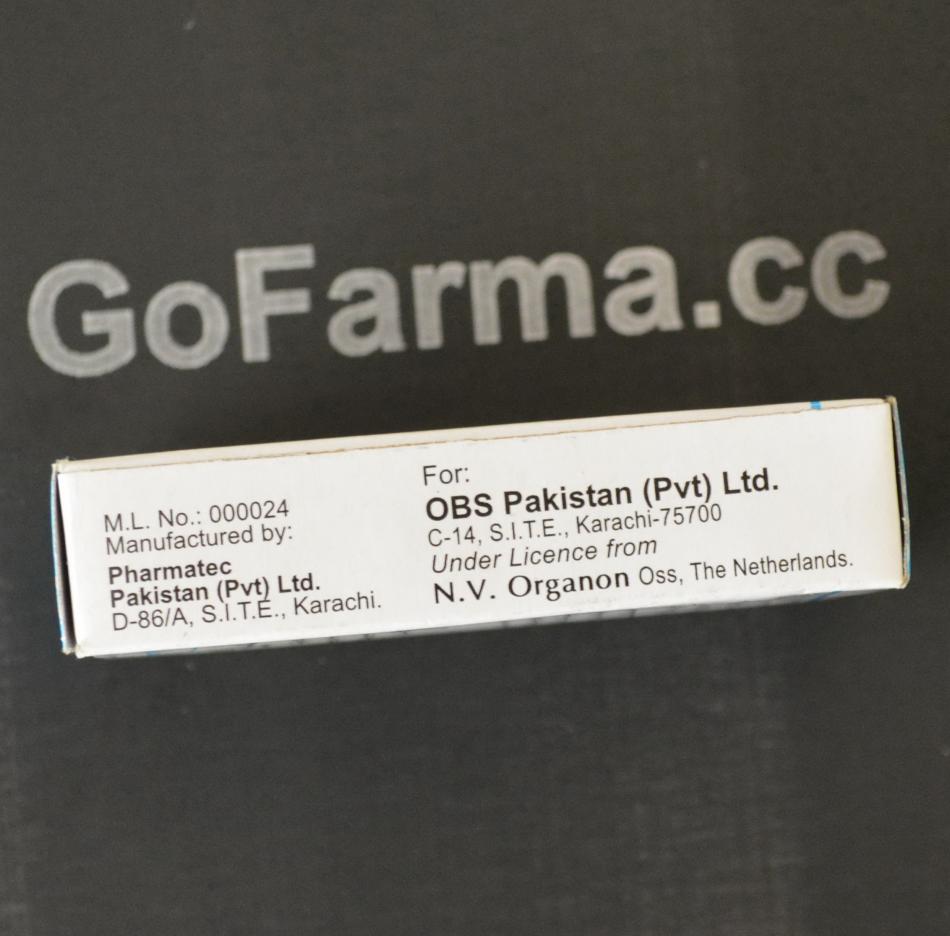 GoFarma.cc
M.L. No.: 000024
Manufactured by:
Pharmatec
Pakistan (Pvt) Ltd.
D-86/A, S.I.T.E., Karachi.
For:
OBS Pakistan (Pvt) Ltd.
C-14, S.I.T.E., Karachi-75700
Under Licence from
N.V. Organon Oss, The Netherlands.